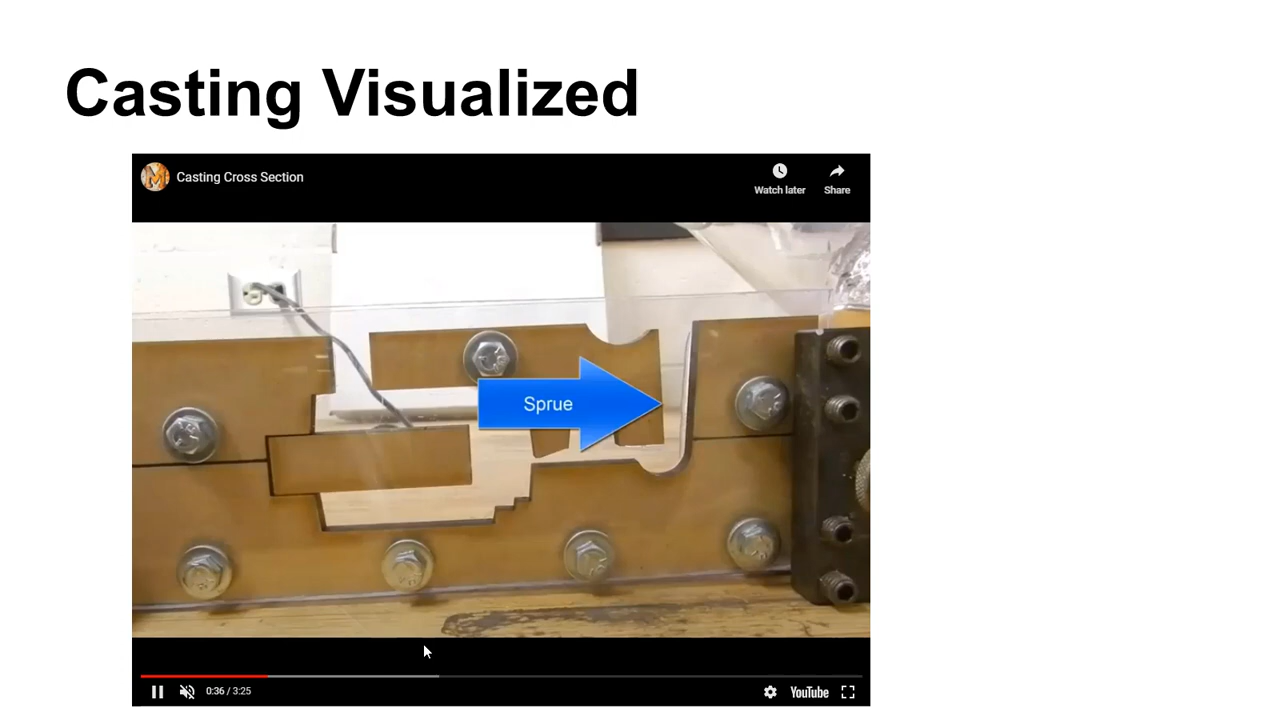 Casting Visualized
Casting Cross Section
Watch later
Share
Sprue
0:36 / 3:25
YouTube